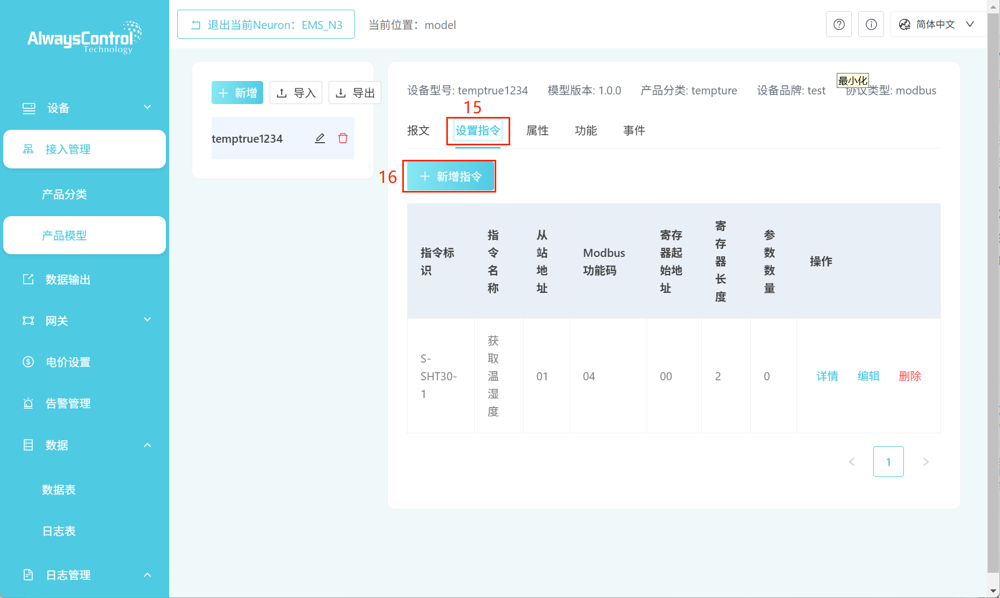 AlwaysControl
Technology
退出当前Neuron：EMS_N3
当前位置：model
简体中文
设备
接入管理
产品分类
产品模型
数据输出
网关
电价设置
告警管理
数据
数据表
日志表
日志管理
新增
导入
导出
temptrue1234
最小化
设备型号: temptrue1234
模型版本: 1.0.0
产品分类: tempture
设备品牌: test
协议类型: modbus
15
报文
设置指令
属性
功能
事件
16
新增指令
指令标
识
指
令
名
称
从
站
地
址
Modbus
功能码
寄存
器起
始地
址
寄
存
器
长
度
参
数
数
量
操作
S-
SHT30-
1
获
取
温
湿
度
01
04
00
2
0
详情
编辑
删除
1